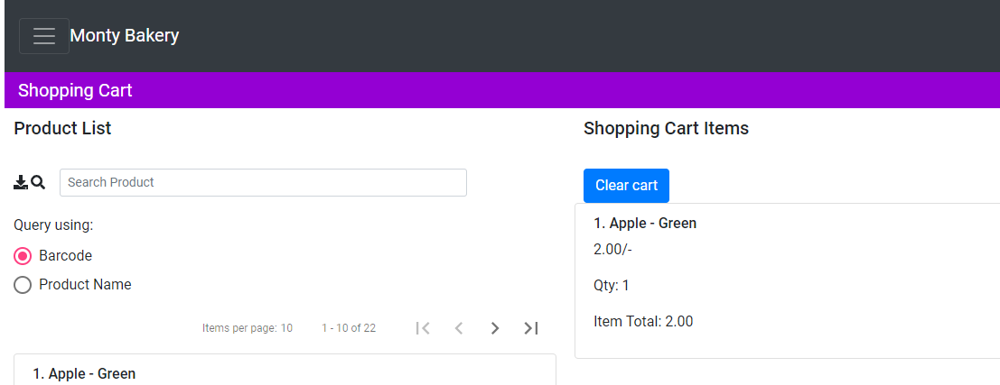 Monty Bakery
Shopping Cart
Product List
Search Product
Query using:
Barcode
Product Name
Items per page: 10 1 - 10 of 22
1. Apple - Green
Shopping Cart Items
Clear cart
1. Apple - Green
2.00/-
Qty: 1
Item Total: 2.00